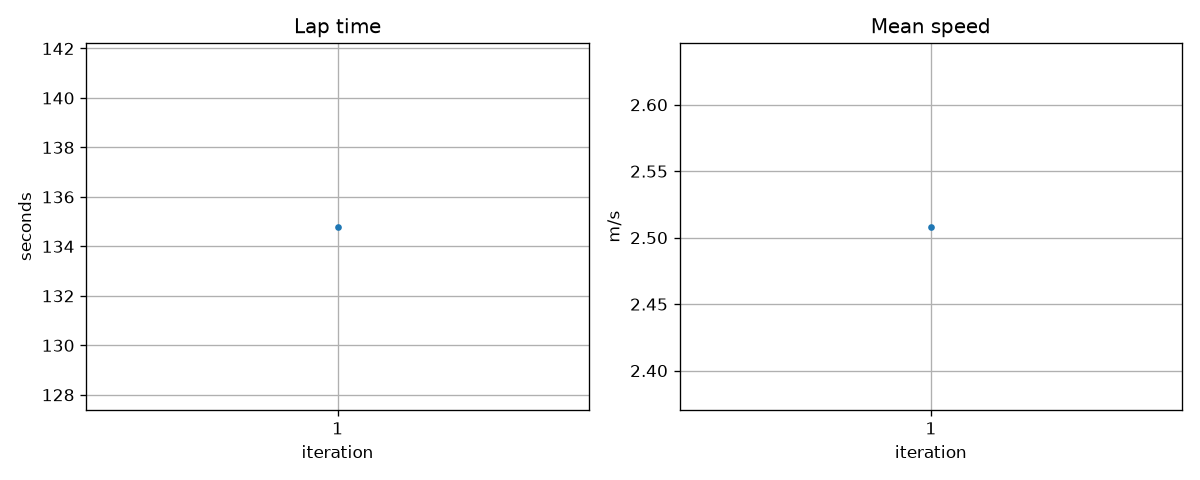 Lap time
142
140
138
136
134
132
130
128
seconds
1
iteration
Mean speed
2.60
2.55
2.50
2.45
2.40
m/s
1
iteration